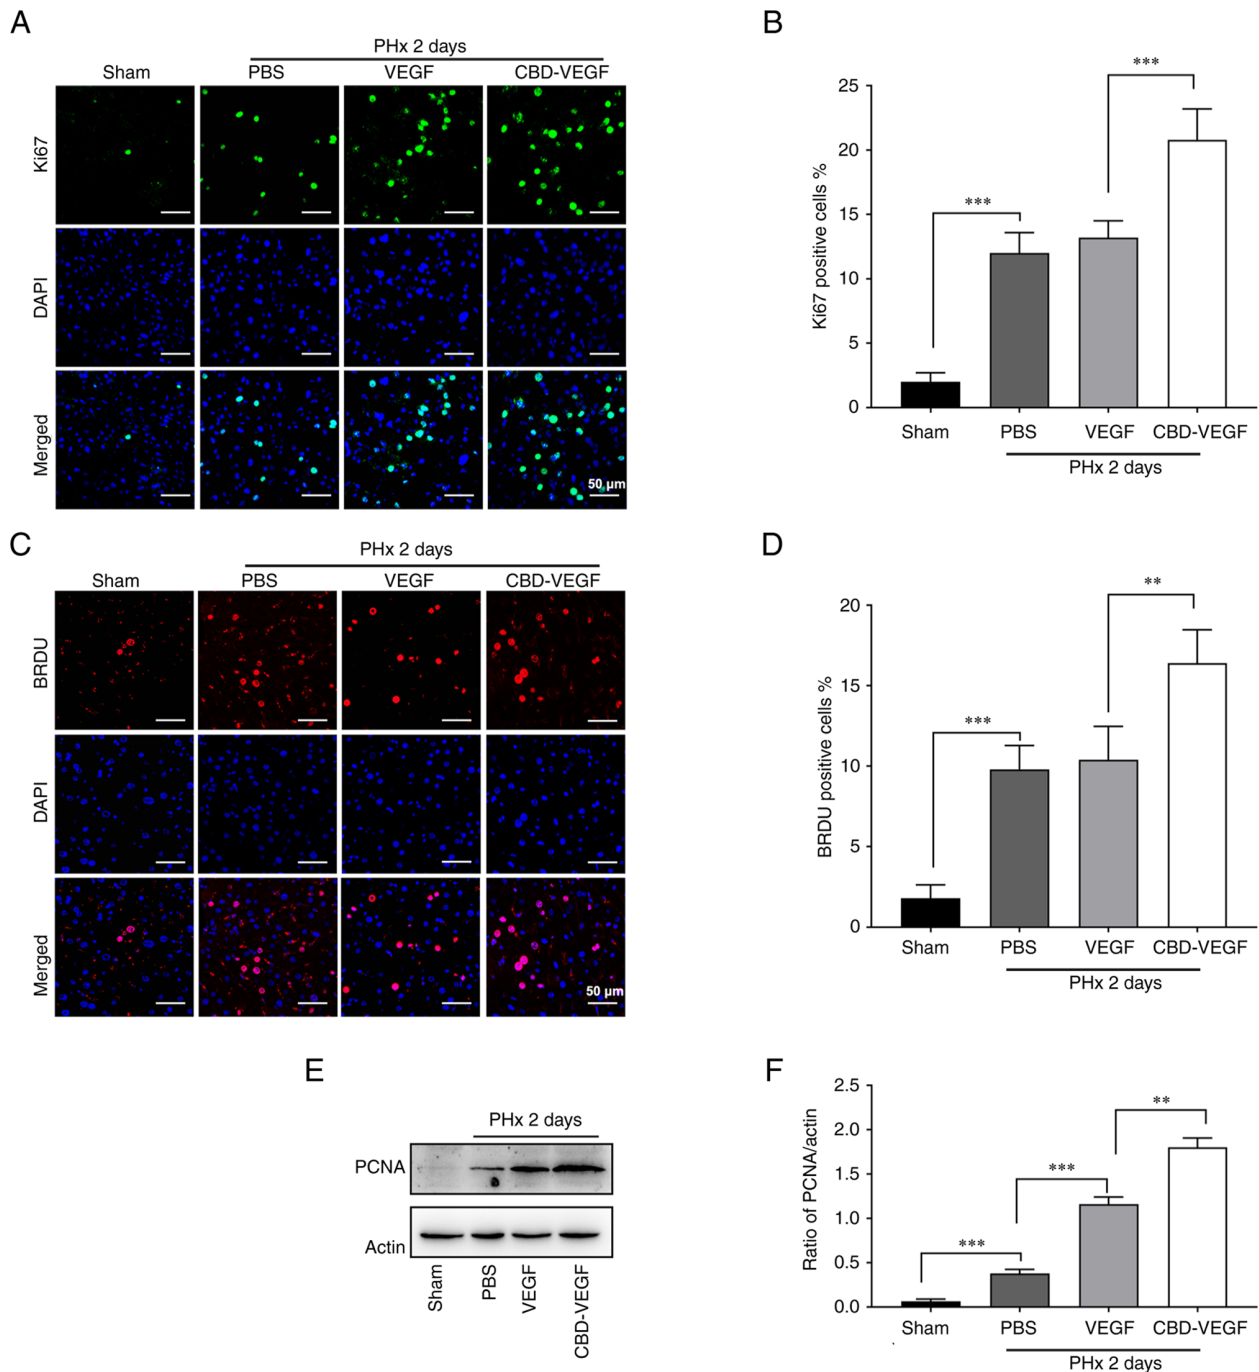 A
PHx 2 days
Sham PBS VEGF CBD-VEGF
Ki67
DAPI
Merged
50 µm
B
Ki67 positive cells %
25
20
15
10
5
0
***
***
Sham PBS VEGF CBD-VEGF
PHx 2 days
C
PHx 2 days
Sham PBS VEGF CBD-VEGF
BRDU
DAPI
Merged
50 µm
D
BRDU positive cells %
20
15
10
5
0
***
**
Sham PBS VEGF CBD-VEGF
PHx 2 days
E
PHx 2 days
PCNA
Actin
Sham PBS VEGF CBD-VEGF
F
Ratio of PCNA/actin
2.5
2.0
1.5
1.0
0.5
0.0
***
***
**
Sham PBS VEGF CBD-VEGF
PHx 2 days